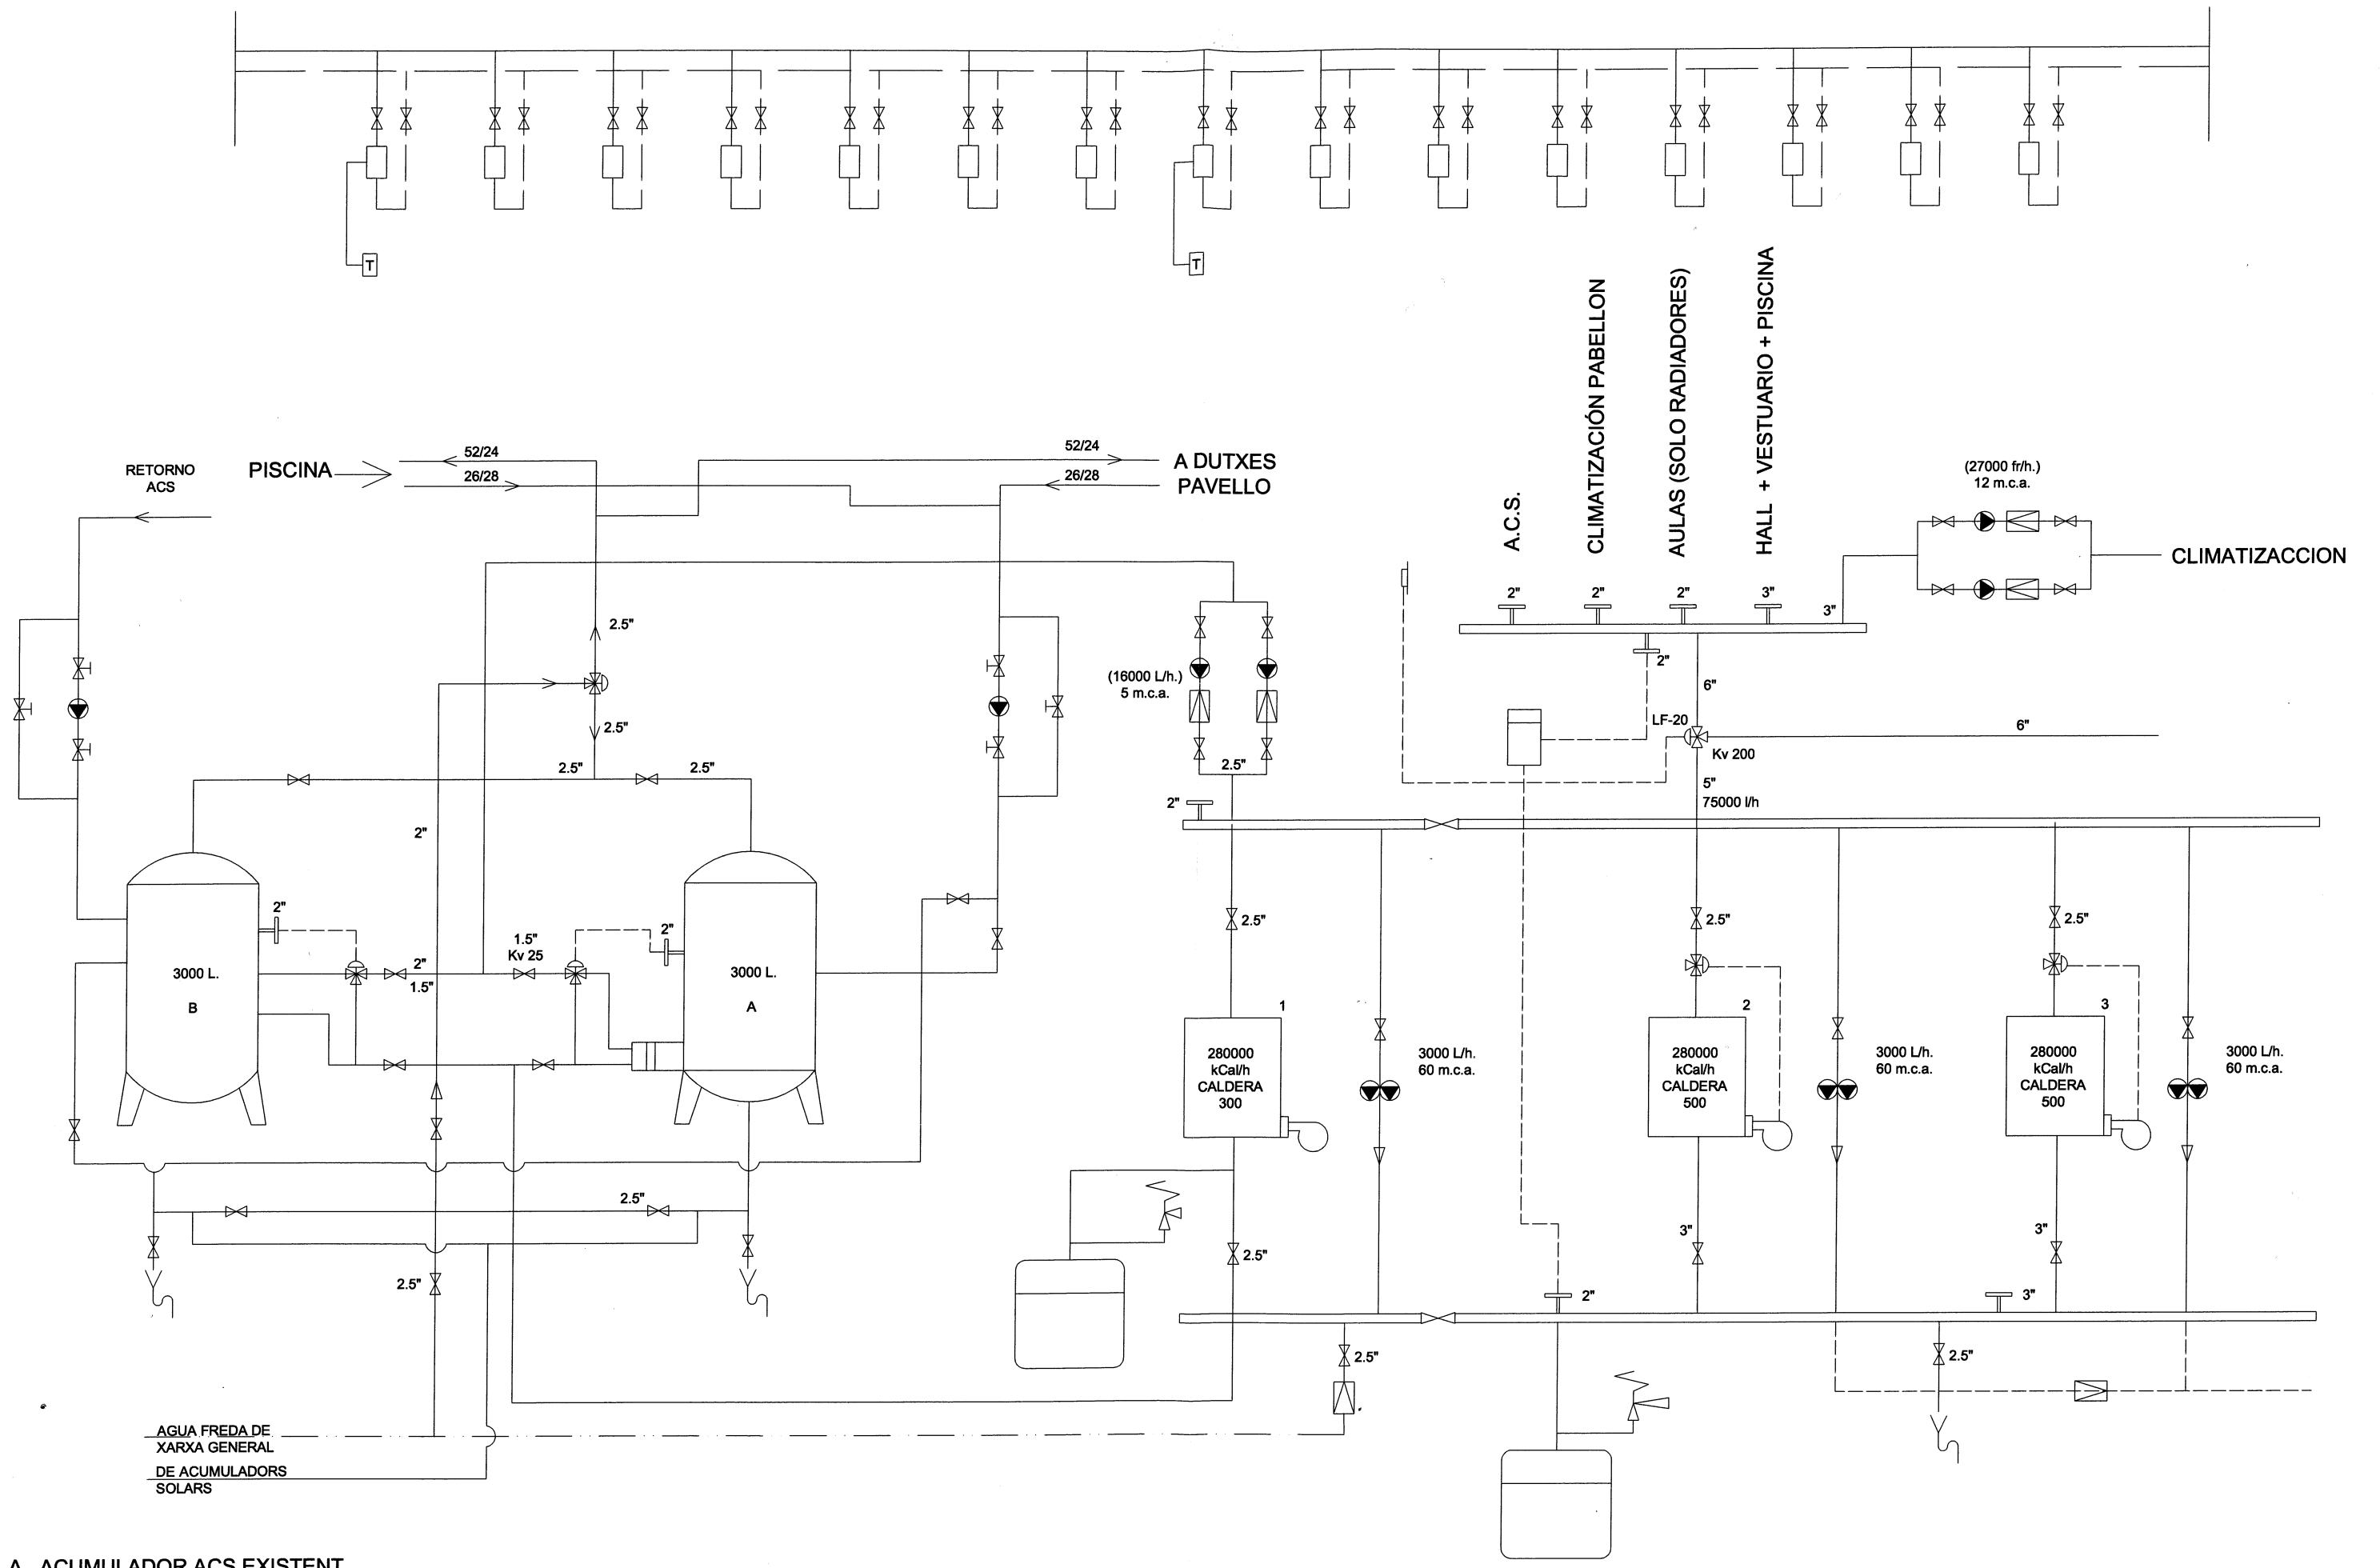 T
T
A.C.S.
CLIMATIZACIÓN PABELLON
AULAS (SOLO RADIADORES)
HALL + VESTUARIO + PISCINA
RETORNO
ACS
PISCINA
52/24
26/28
52/24
26/28
A DUTXES
PAVELLO
(27000 fr/h.)
12 m.c.a.
CLIMATIZACCION
2"
2"
2"
3"
3"
2"
2.5"
2.5"
2.5"
2.5"
(16000 L/h.)
5 m.c.a.
2.5"
6"
LF-20
Kv 200
6"
5"
75000 l/h
2"
2"
2"
3000 L.
B
2"
1.5"
1.5"
Kv 25
2"
3000 L.
A
2.5"
2.5"
2.5"
1
280000
kCal/h
CALDERA
300
3000 L/h.
60 m.c.a.
2
280000
kCal/h
CALDERA
500
3000 L/h.
60 m.c.a.
3
280000
kCal/h
CALDERA
500
3000 L/h.
60 m.c.a.
2.5"
2.5"
2.5"
3"
3"
2"
3"
2.5"
2.5"
AGUA FREDA DE
XARXA GENERAL
DE ACUMULADORS
SOLARS
A ACUMULADOR ACS EXISTENT